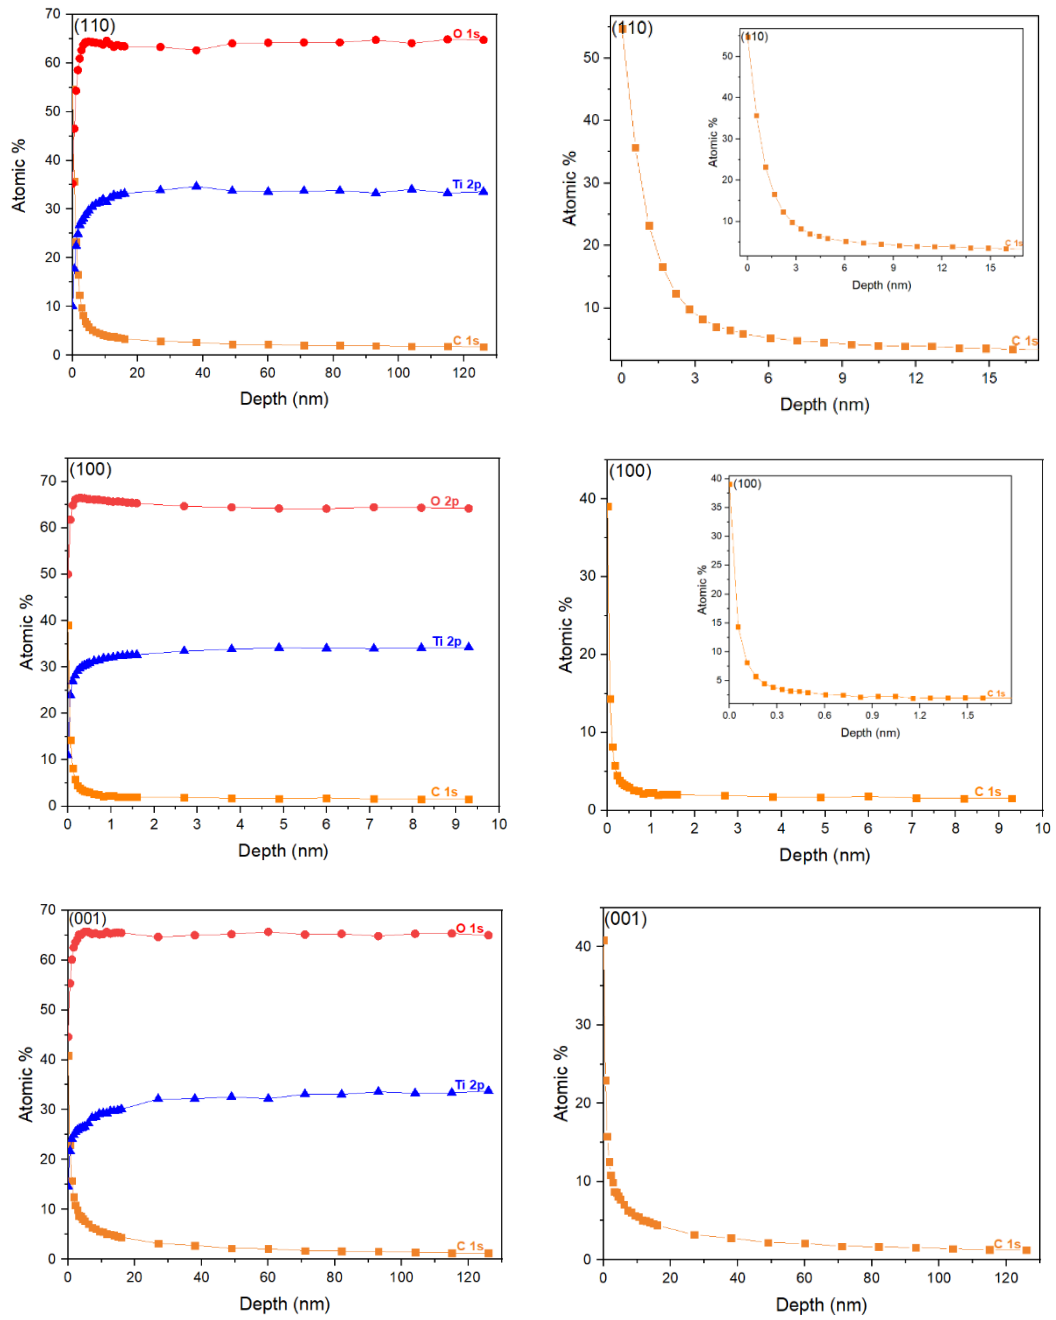 (110)
O 1s
Ti 2p
C 1s
Atomic %
70
60
50
40
30
20
10
0
0 20 40 60 80 100 120
Depth (nm)
(110)
C 1s
Atomic %
50
40
30
20
10
0 3 6 9 12 15
Depth (nm)
(110)
C 1s
Atomic %
50
40
30
20
10
0 3 6 9 12 15
Depth (nm)
(100)
O 2p
Ti 2p
C 1s
Atomic %
70
60
50
40
30
20
10
0
0 1 2 3 4 5 6 7 8 9 10
Depth (nm)
(100)
C 1s
Atomic %
40
30
20
10
0
0 1 2 3 4 5 6 7 8 9 10
Depth (nm)
(100)
C 1s
Atomic %
40
35
30
25
20
15
10
5
0.0 0.3 0.6 0.9 1.2 1.5
Depth (nm)
(001)
O 1s
Ti 2p
C 1s
Atomic %
70
60
50
40
30
20
10
0
0 20 40 60 80 100 120
Depth (nm)
(001)
C 1s
Atomic %
40
30
20
10
0
0 20 40 60 80 100 120
Depth (nm)